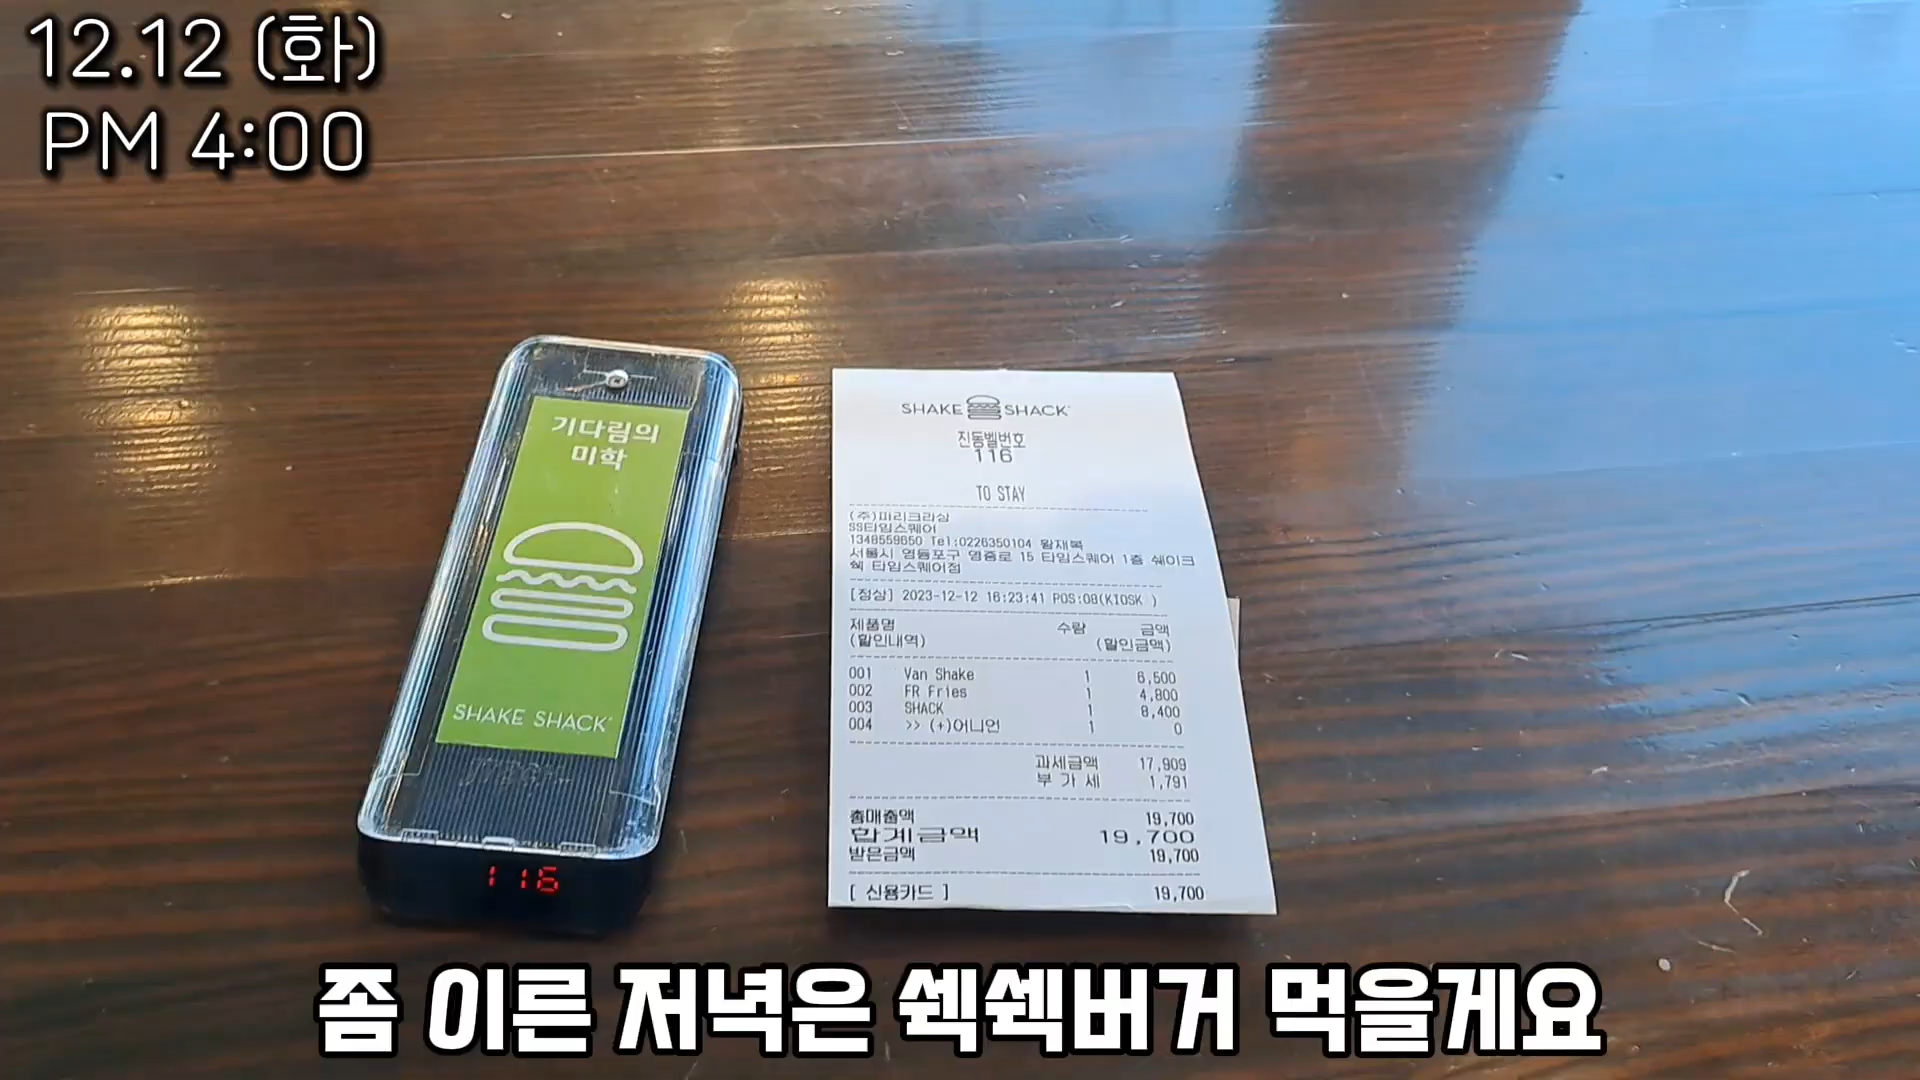 12.12 (화)
PM 4:00
기다림의
미학
SHAKE SHACK
116
SHAKE SHACK
진동벨번호
116
TO STAY
(주)파리크라상
SS타임스퀘어
1348559650 Tel:0226350104 왕재복
서울시 영등포구 영중로 15 타임스퀘어 1층 쉐이크
쉑 타임스퀘어점
[정상] 2023-12-12 16:23:41 POS:08(KIOSK )
제품명 수량 금액
(할인내역) (할인금액)
001 Van Shake 1 6,500
002 FR Fries 1 4,800
003 SHACK 1 8,400
004 >> (+)어니언 1 0
과세금액 17,909
부 가 세 1,791
총매출액 19,700
합계금액 19,700
받은금액 19,700
[ 신용카드 ] 19,700
좀 이른 저녁은 쉑쉑버거 먹을게요